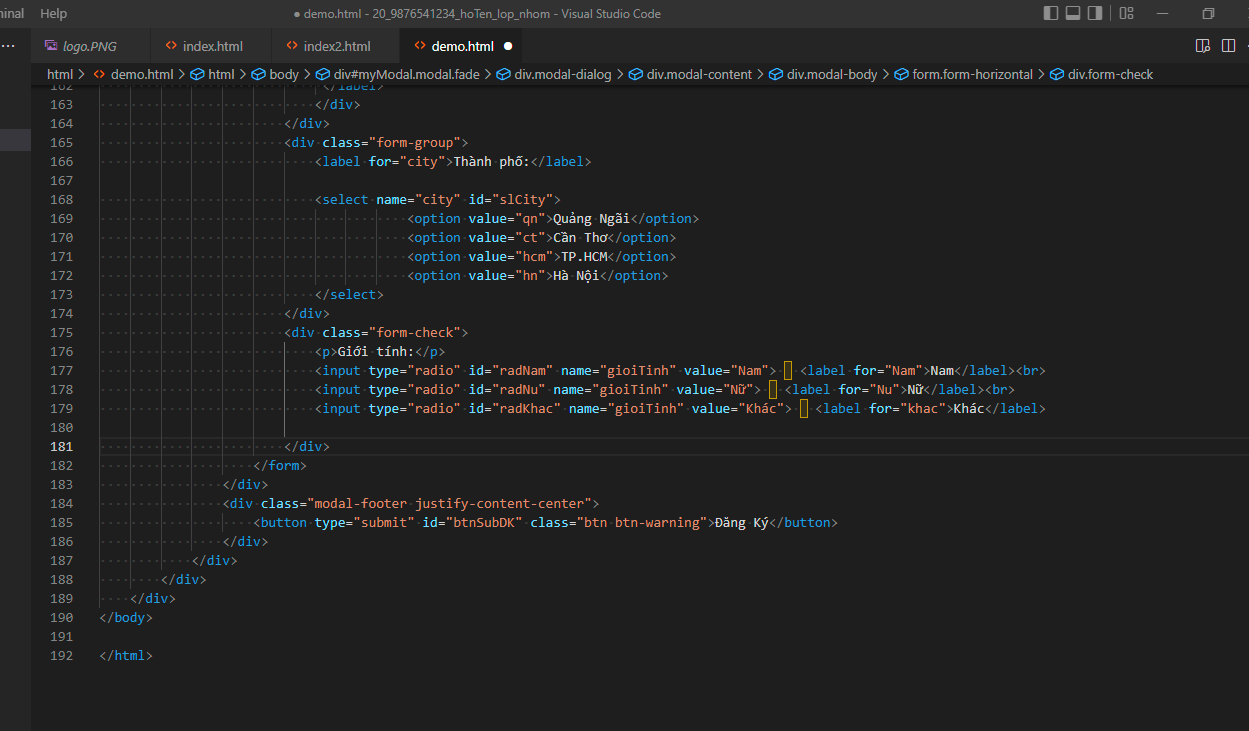 inal Help ● demo.html - 20_9876541234_hoTen_lop_nhom - Visual Studio Code
··· logo.PNG <> index.html <> index2.html <> demo.html ●
html > <> demo.html > html > body > div#myModal.modal.fade > div.modal-dialog > div.modal-content > div.modal-body > form.form-horizontal > div.form-check
162 </label>
163 </div>
164 </div>
165 <div class="form-group">
166 <label for="city">Thành phố:</label>
167
168 <select name="city" id="slCity">
169 <option value="qn">Quảng Ngãi</option>
170 <option value="ct">Cần Thơ</option>
171 <option value="hcm">TP.HCM</option>
172 <option value="hn">Hà Nội</option>
173 </select>
174 </div>
175 <div class="form-check">
176 <p>Giới tính:</p>
177 <input type="radio" id="radNam" name="gioiTinh" value="Nam"> <label for="Nam">Nam</label><br>
178 <input type="radio" id="radNu" name="gioiTinh" value="Nữ"> <label for="Nu">Nữ</label><br>
179 <input type="radio" id="radKhac" name="gioiTinh" value="Khác"> <label for="khac">Khác</label>
180
181 </div>
182 </form>
183 </div>
184 <div class="modal-footer justify-content-center">
185 <button type="submit" id="btnSubDK" class="btn btn-warning">Đăng Ký</button>
186 </div>
187 </div>
188 </div>
189 </div>
190 </body>
191
192 </html>